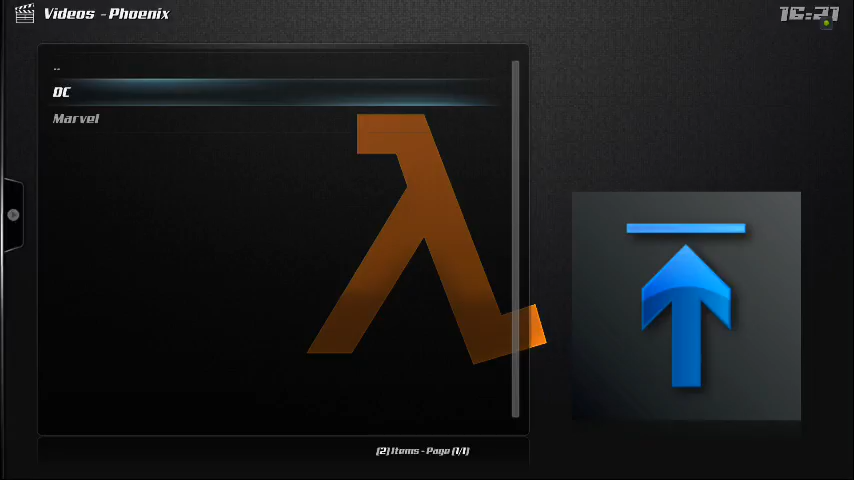 Videos - Phoenix
16:21
..
DC
Marvel
[2] Items - Page (1/1)